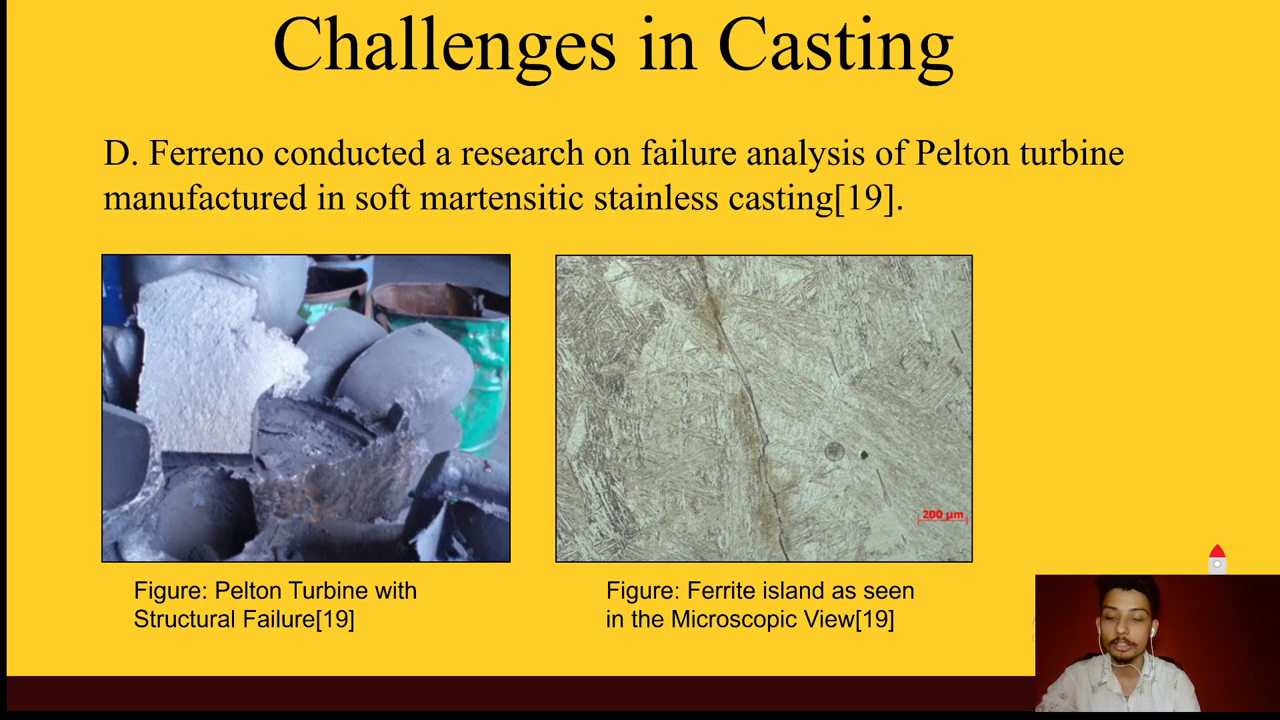 Challenges in Casting
D. Ferreno conducted a research on failure analysis of Pelton turbine
manufactured in soft martensitic stainless casting[19].
200 µm
Figure: Pelton Turbine with
Structural Failure[19]
Figure: Ferrite island as seen
in the Microscopic View[19]